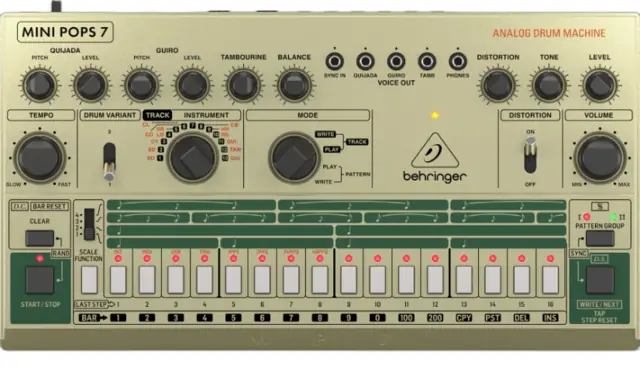 MINI POPS 7
ANALOG DRUM MACHINE
QUIJADA
GUIRO
PITCH LEVEL PITCH LEVEL
TAMBOURINE
BALANCE
SYNC IN QUIJADA GUIRO TAMB PHONES
VOICE OUT
DISTORTION
TONE
LEVEL
TEMPO
SLOW FAST
DRUM VARIANT
1
TRACK INSTRUMENT
MODE
WRITE
PLAY
TRACK
PLAY
WRITE
PATTERN
behringer
DISTORTION
ON
OFF
VOLUME
MIN MAX
D.C. BAR RESET
CLEAR
RAND
START/STOP
SCALE
FUNCTION
LAST STEP 1 2 3 4 5 6 7 8 9 10 11 12 13 14 15 16
BAR 1 2 3 4 5 6 7 8 9 0 100 200 CPY PST DEL INS
I II
PATTERN GROUP
SYNC
D.S.
WRITE / NEXT
TAP
STEP RESET